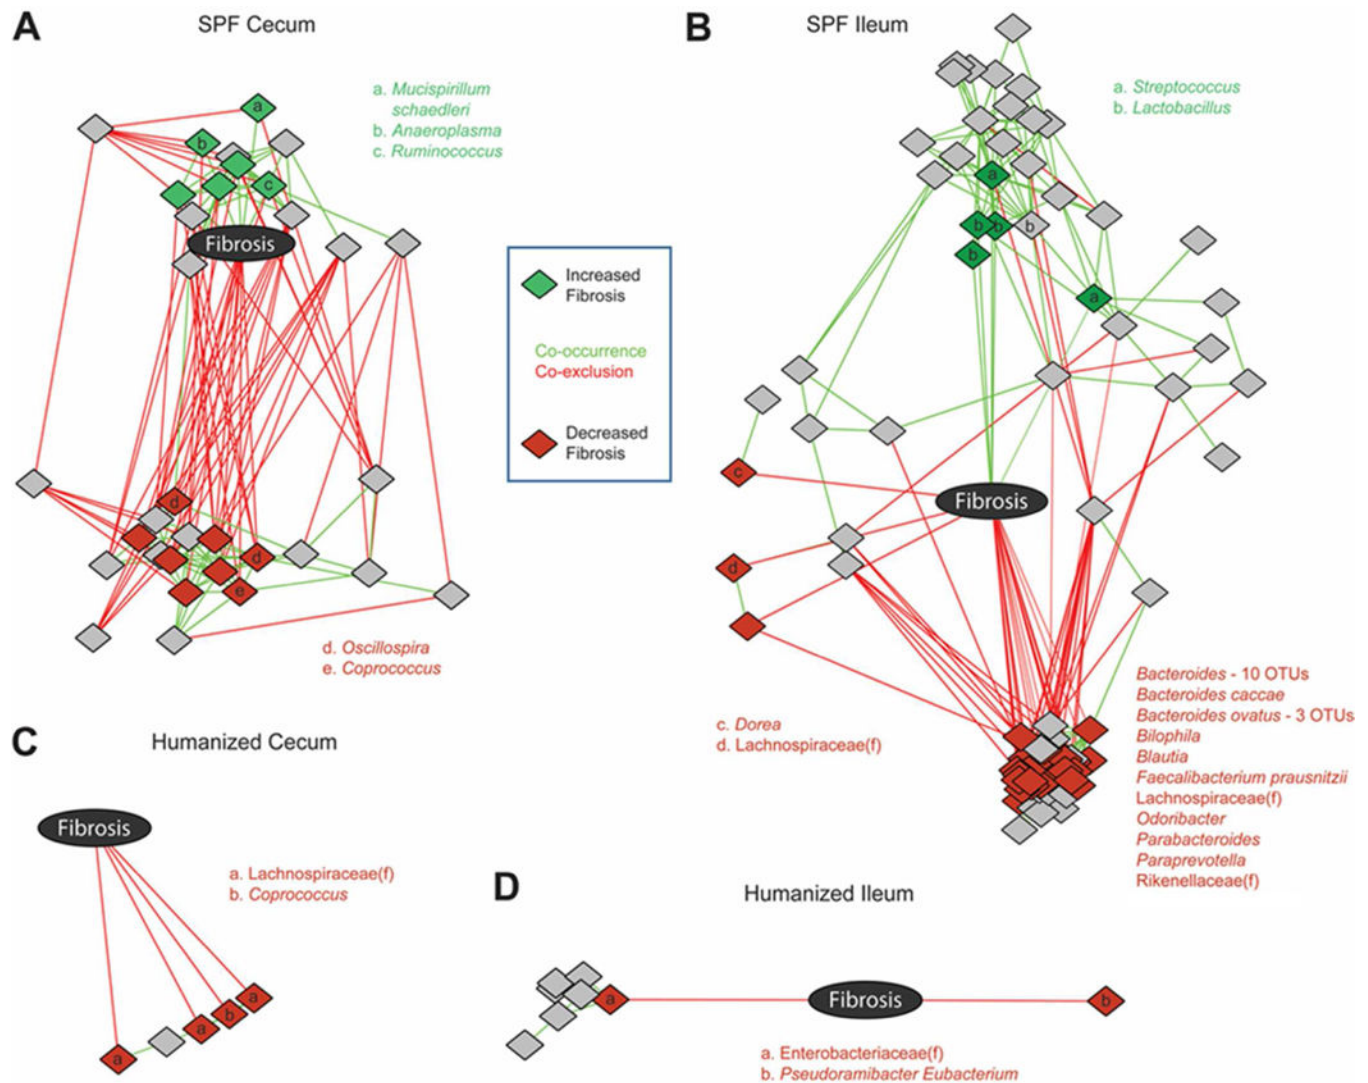 A
SPF Cecum
a. Mucispirillum
schaedleri
b. Anaeroplasma
c. Ruminococcus
a
b
c
Fibrosis
d
d
e
d. Oscillospira
e. Coprococcus
Increased
Fibrosis
Co-occurrence
Co-exclusion
Decreased
Fibrosis
B
SPF Ileum
a. Streptococcus
b. Lactobacillus
a
b
b
b
b
a
c
Fibrosis
d
c. Dorea
d. Lachnospiraceae(f)
Bacteroides - 10 OTUs
Bacteroides caccae
Bacteroides ovatus - 3 OTUs
Bilophila
Blautia
Faecalibacterium prausnitzii
Lachnospiraceae(f)
Odoribacter
Parabacteroides
Paraprevotella
Rikenellaceae(f)
C
Humanized Cecum
Fibrosis
a. Lachnospiraceae(f)
b. Coprococcus
a
b
a
a
D
Humanized Ileum
a
Fibrosis
b
a. Enterobacteriaceae(f)
b. Pseudoramibacter Eubacterium